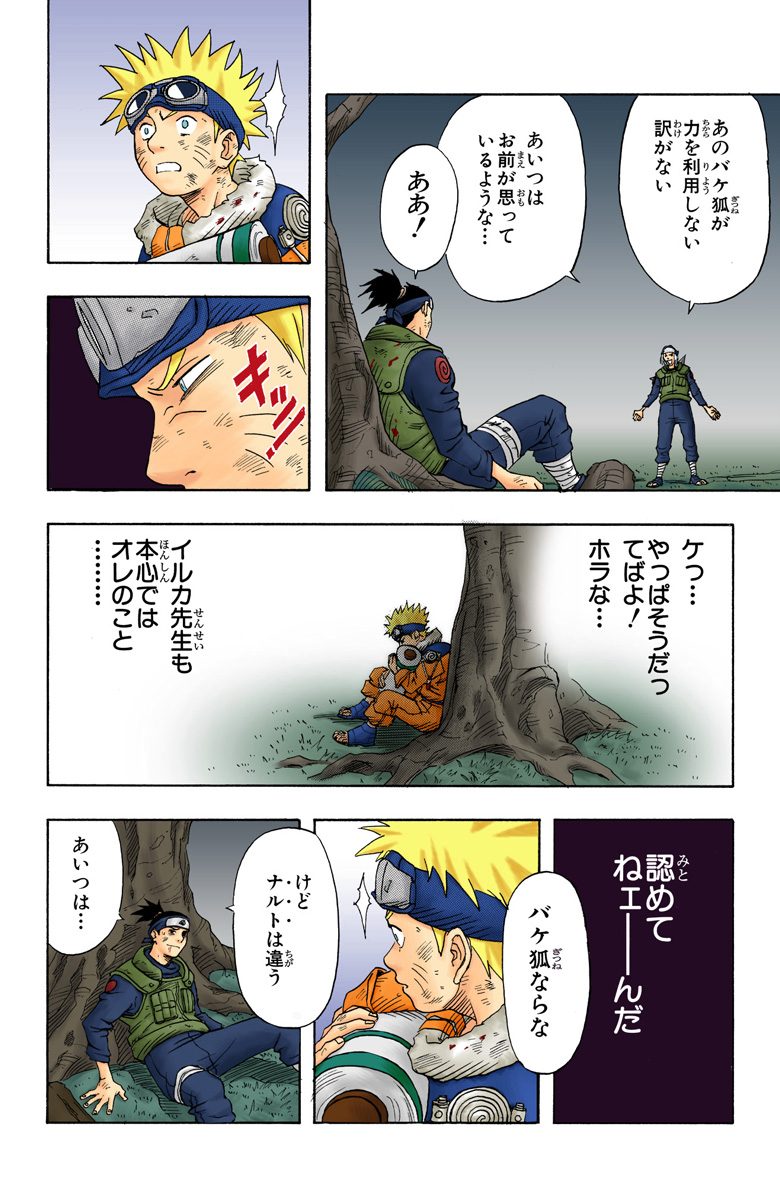 あのバケ狐が
力を利用しない
訳がない
あいつは
お前が思って
いるような…
ああ！
ギッ
ケっ…
やっぱそうだっ
てばよ！
ホラな…
イルカ先生も
本心では
オレのこと
………
認めて
ねェーんだ
バケ狐ならな
けど
ナルトは違う
あいつは…